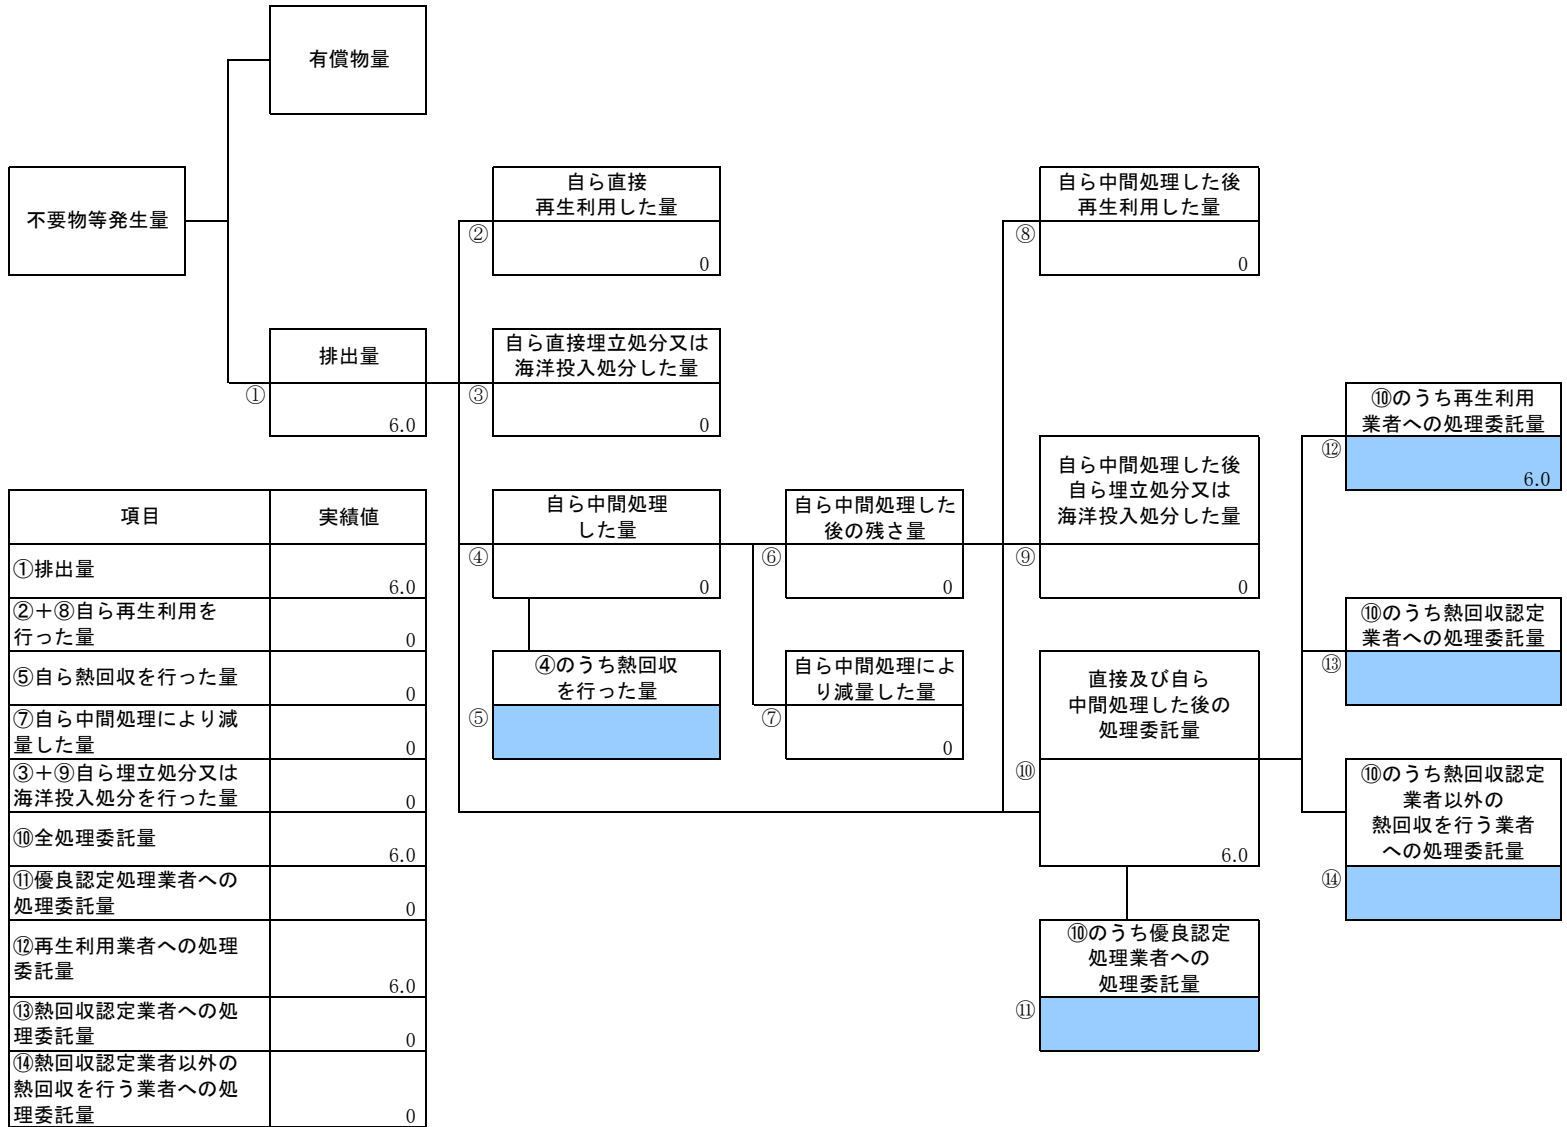 有償物量
不要物等発生量
自ら直接
再生利用した量
②
0
自ら中間処理した後
再生利用した量
⑧
0
排出量
①
6.0
自ら直接埋立処分又は
海洋投入処分した量
③
0
⑩のうち再生利用
業者への処理委託量
⑫
6.0
自ら中間処理
した量
④
0
自ら中間処理した
後の残さ量
⑥
0
自ら中間処理した後
自ら埋立処分又は
海洋投入処分した量
⑨
0
⑩のうち熱回収認定
業者への処理委託量
⑬
④のうち熱回収
を行った量
⑤
自ら中間処理によ
り減量した量
⑦
0
直接及び自ら
中間処理した後の
処理委託量
⑩
6.0
⑩のうち熱回収認定
業者以外の
熱回収を行う業者
への処理委託量
⑭
⑩のうち優良認定
処理業者への
処理委託量
⑪
項目 実績値
①排出量
6.0
②＋⑧自ら再生利用を
行った量 0
⑤自ら熱回収を行った量
0
⑦自ら中間処理により減
量した量 0
③＋⑨自ら埋立処分又は
海洋投入処分を行った量 0
⑩全処理委託量
6.0
⑪優良認定処理業者への
処理委託量 0
⑫再生利用業者への処理
委託量
6.0
⑬熱回収認定業者への処
理委託量 0
⑭熱回収認定業者以外の
熱回収を行う業者への処
理委託量 0